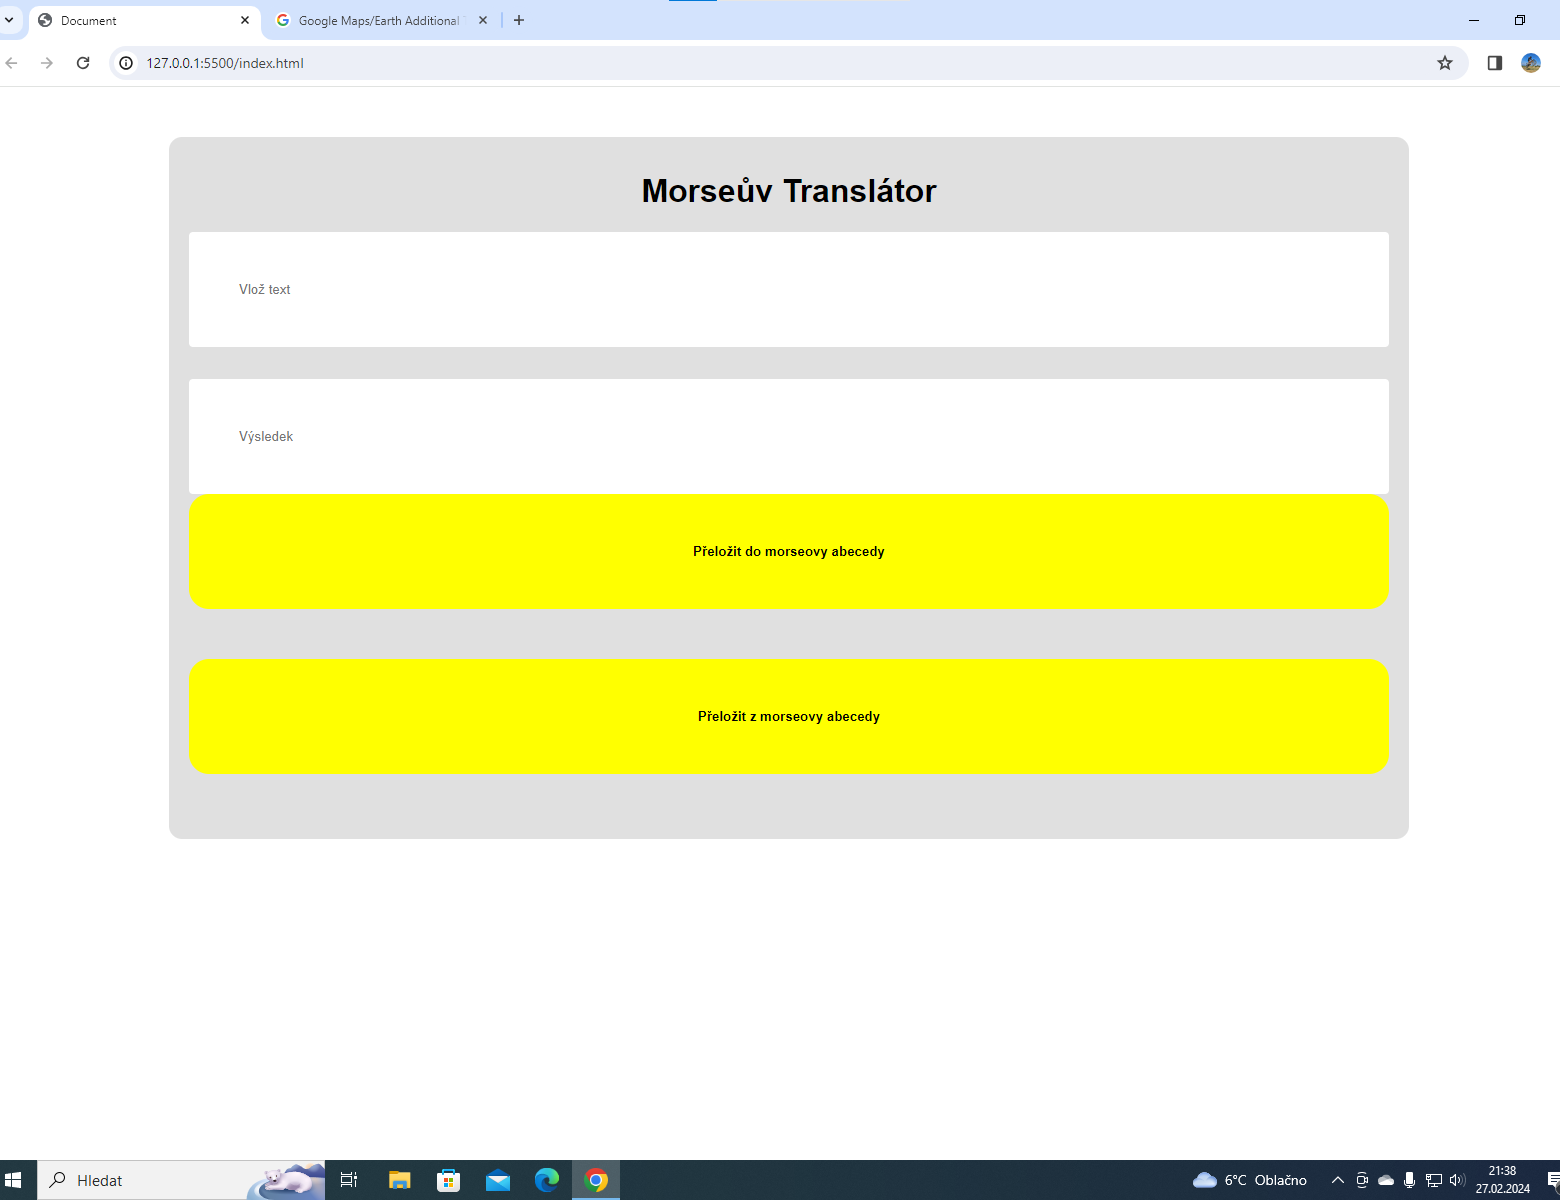 Document
Google Maps/Earth Additional
127.0.0.1:5500/index.html
Morseův Translátor
Vlož text
Výsledek
Přeložit do morseovy abecedy
Přeložit z morseovy abecedy
Hledat
6°C Oblačno
21:38
27.02.2024